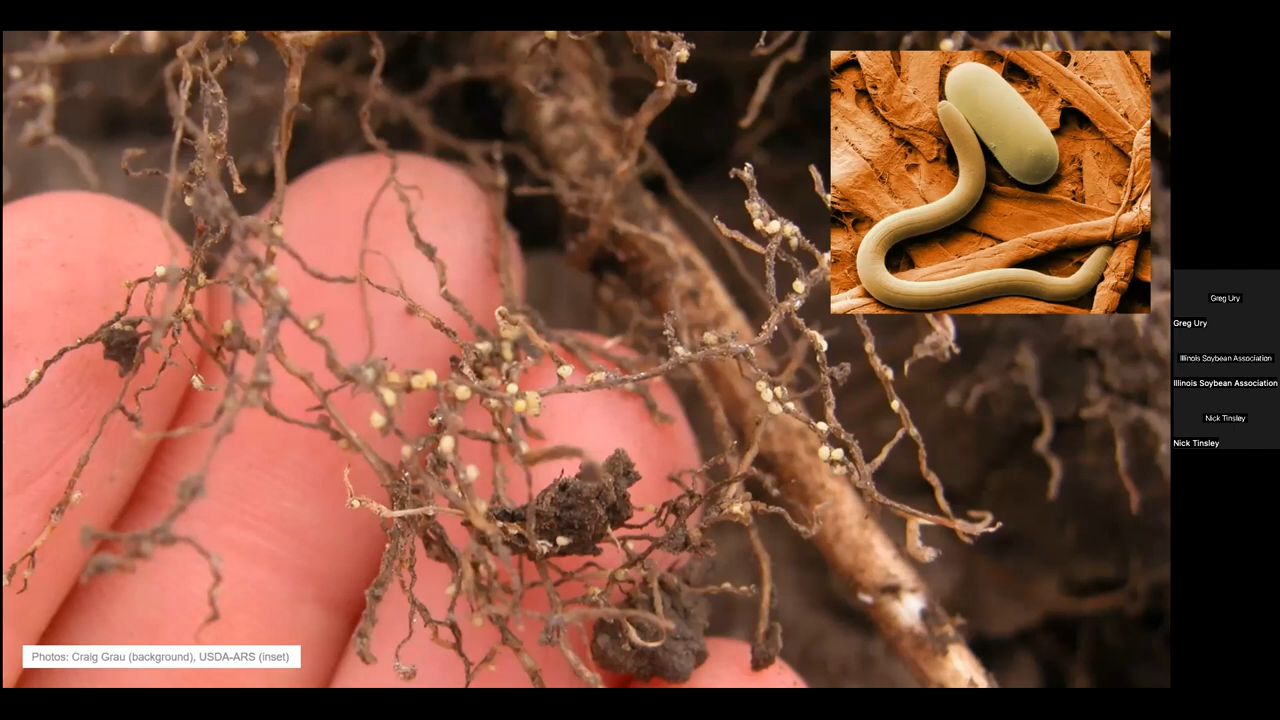 Greg Ury
Greg Ury
Illinois Soybean Association
Illinois Soybean Association
Nick Tinsley
Nick Tinsley
Photos: Craig Grau (background), USDA-ARS (inset)